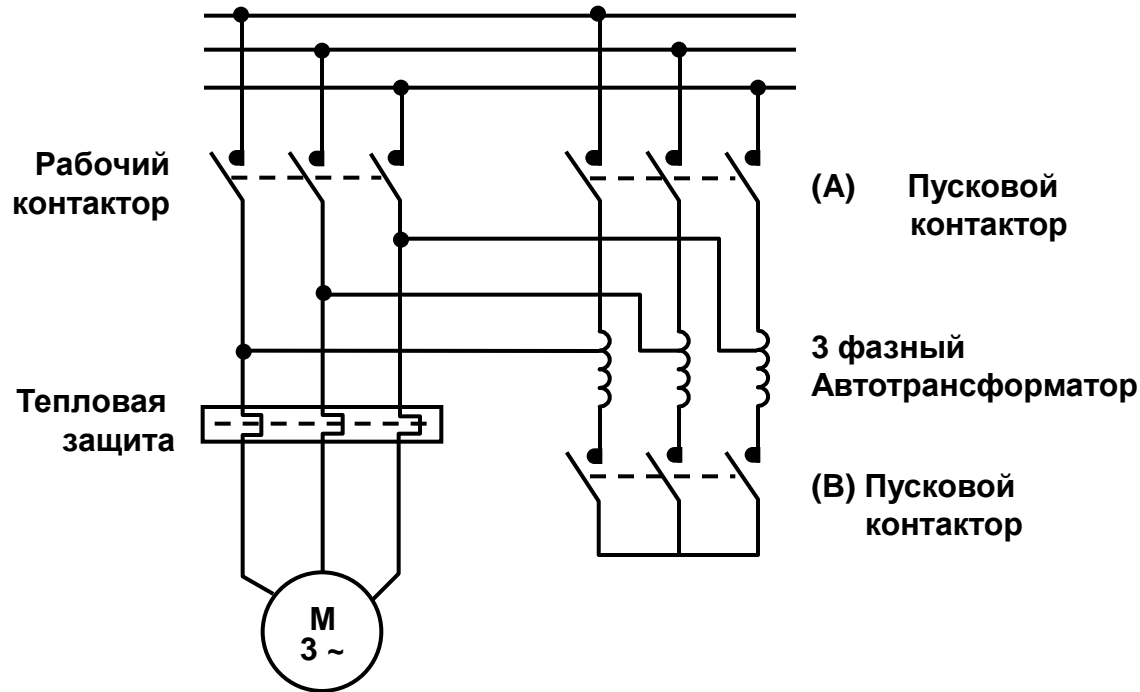 Рабочий
контактор
(А) Пусковой
контактор
3 фазный
Автотрансформатор
Тепловая
защита
(В) Пусковой
контактор
М
3 ~